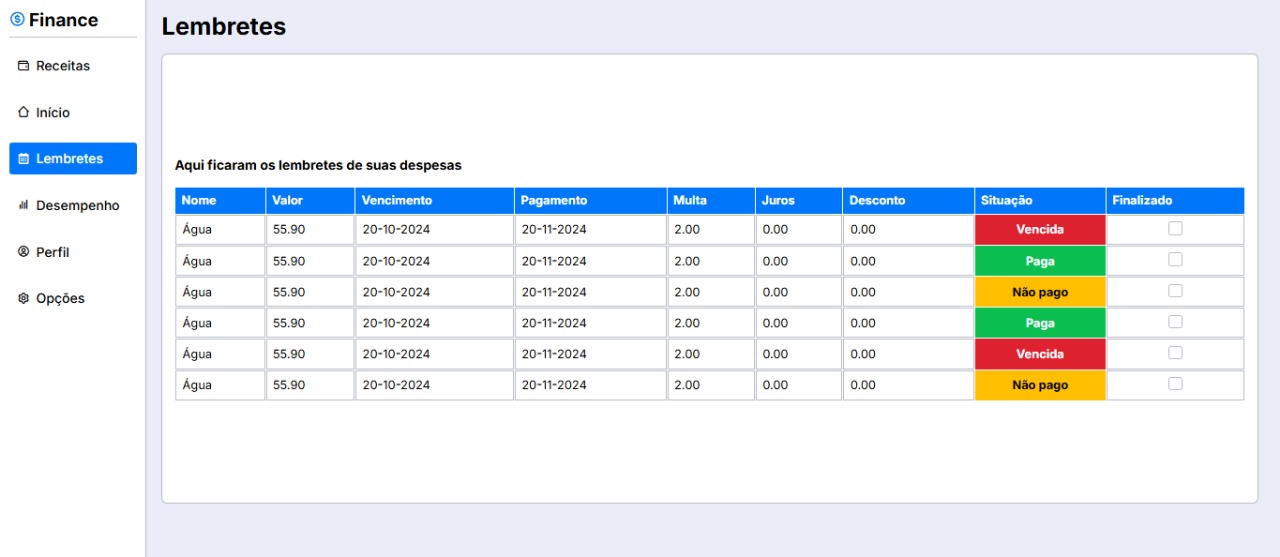 Finance
Receitas
Início
Lembretes
Desempenho
Perfil
Opções
Lembretes
Aqui ficaram os lembretes de suas despesas
Nome Valor Vencimento Pagamento Multa Juros Desconto Situação Finalizado
Água 55.90 20-10-2024 20-11-2024 2.00 0.00 0.00 Vencida
Água 55.90 20-10-2024 20-11-2024 2.00 0.00 0.00 Paga
Água 55.90 20-10-2024 20-11-2024 2.00 0.00 0.00 Não pago
Água 55.90 20-10-2024 20-11-2024 2.00 0.00 0.00 Paga
Água 55.90 20-10-2024 20-11-2024 2.00 0.00 0.00 Vencida
Água 55.90 20-10-2024 20-11-2024 2.00 0.00 0.00 Não pago